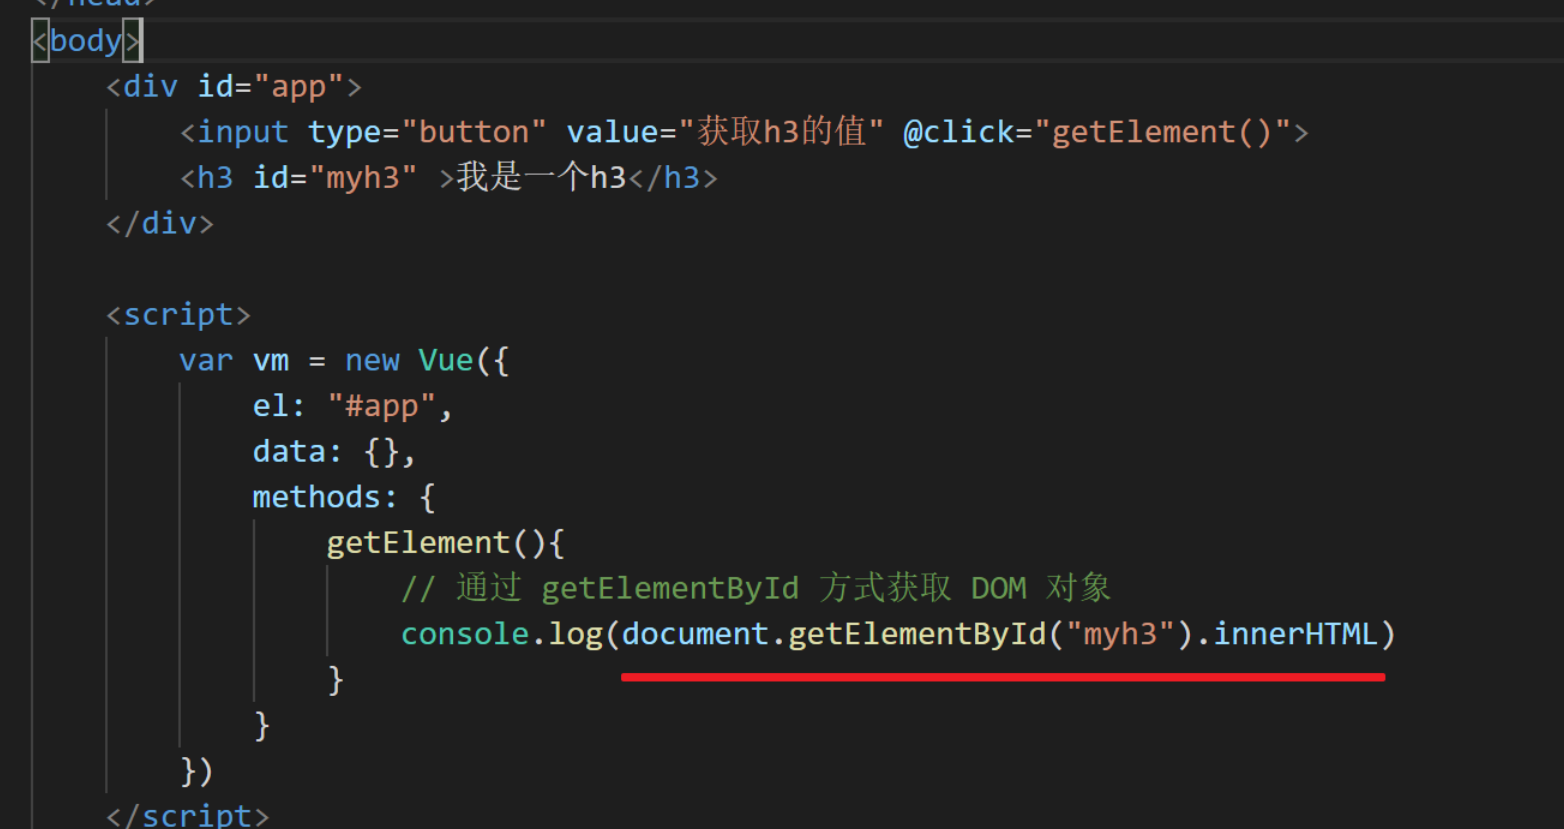 </head>
<body>
<div id="app">
<input type="button" value="获取h3的值" @click="getElement()">
<h3 id="myh3" >我是一个h3</h3>
</div>
<script>
var vm = new Vue({
el: "#app",
data: {},
methods: {
getElement(){
// 通过 getElementById 方式获取 DOM 对象
console.log(document.getElementById("myh3").innerHTML)
}
}
})
</script>